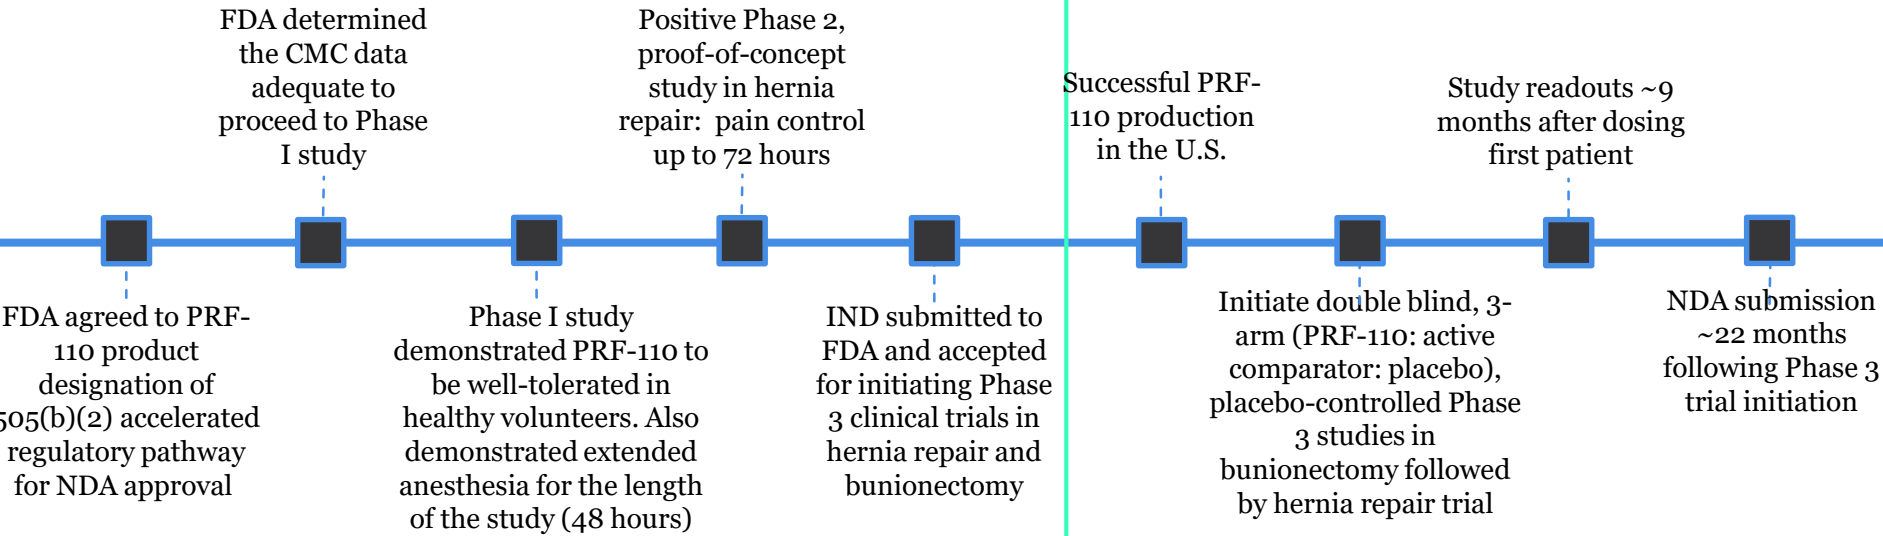 FDA determined
the CMC data
adequate to
proceed to Phase
I study
Positive Phase 2,
proof-of-concept
study in hernia
repair:  pain control
up to 72 hours
Successful PRF-
110 production
in the U.S.
Study readouts ~9
months after dosing
first patient
FDA agreed to PRF-
110 product
designation of
505(b)(2) accelerated
regulatory pathway
for NDA approval
Phase I study
demonstrated PRF-110 to
be well-tolerated in
healthy volunteers. Also
demonstrated extended
anesthesia for the length
of the study (48 hours)
IND submitted to
FDA and accepted
for initiating Phase
3 clinical trials in
hernia repair and
bunionectomy
Initiate double blind, 3-
arm (PRF-110: active
comparator: placebo),
placebo-controlled Phase
3 studies in
bunionectomy followed
by hernia repair trial
NDA submission
~22 months
following Phase 3
trial initiation